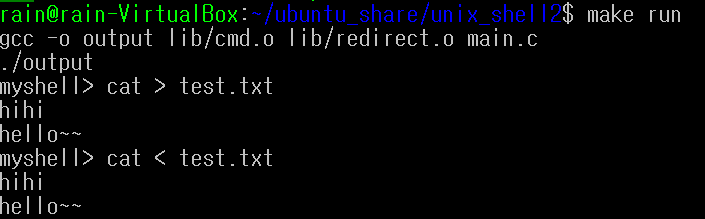 rain@rain-VirtualBox:~/ubuntu_share/unix_shell2$ make run
gcc -o output lib/cmd.o lib/redirect.o main.c
./output
myshell> cat > test.txt
hihi
hello~~
myshell> cat < test.txt
hihi
hello~~